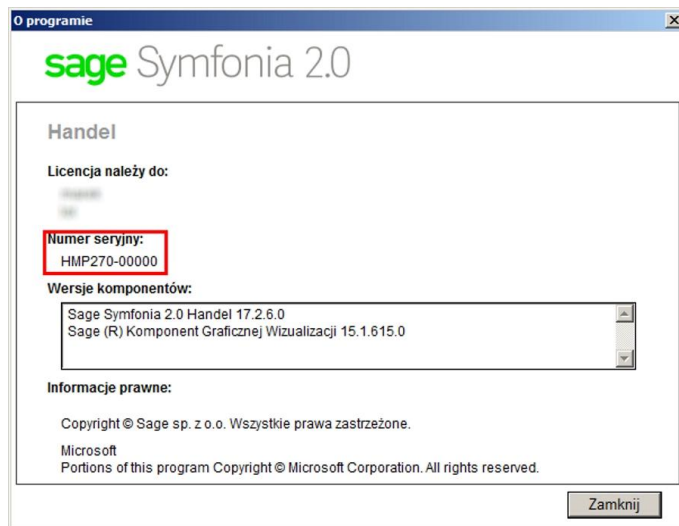 O programie
sage Symfonia 2.0
Handel
Licencja należy do:
Numer seryjny:
HMP270-00000
Wersje komponentów:
Sage Symfonia 2.0 Handel 17.2.6.0
Sage (R) Komponent Graficznej Wizualizacji 15.1.615.0
Informacje prawne:
Copyright © Sage sp. z o.o. Wszystkie prawa zastrzeżone.
Microsoft
Portions of this program Copyright © Microsoft Corporation. All rights reserved.
Zamknij